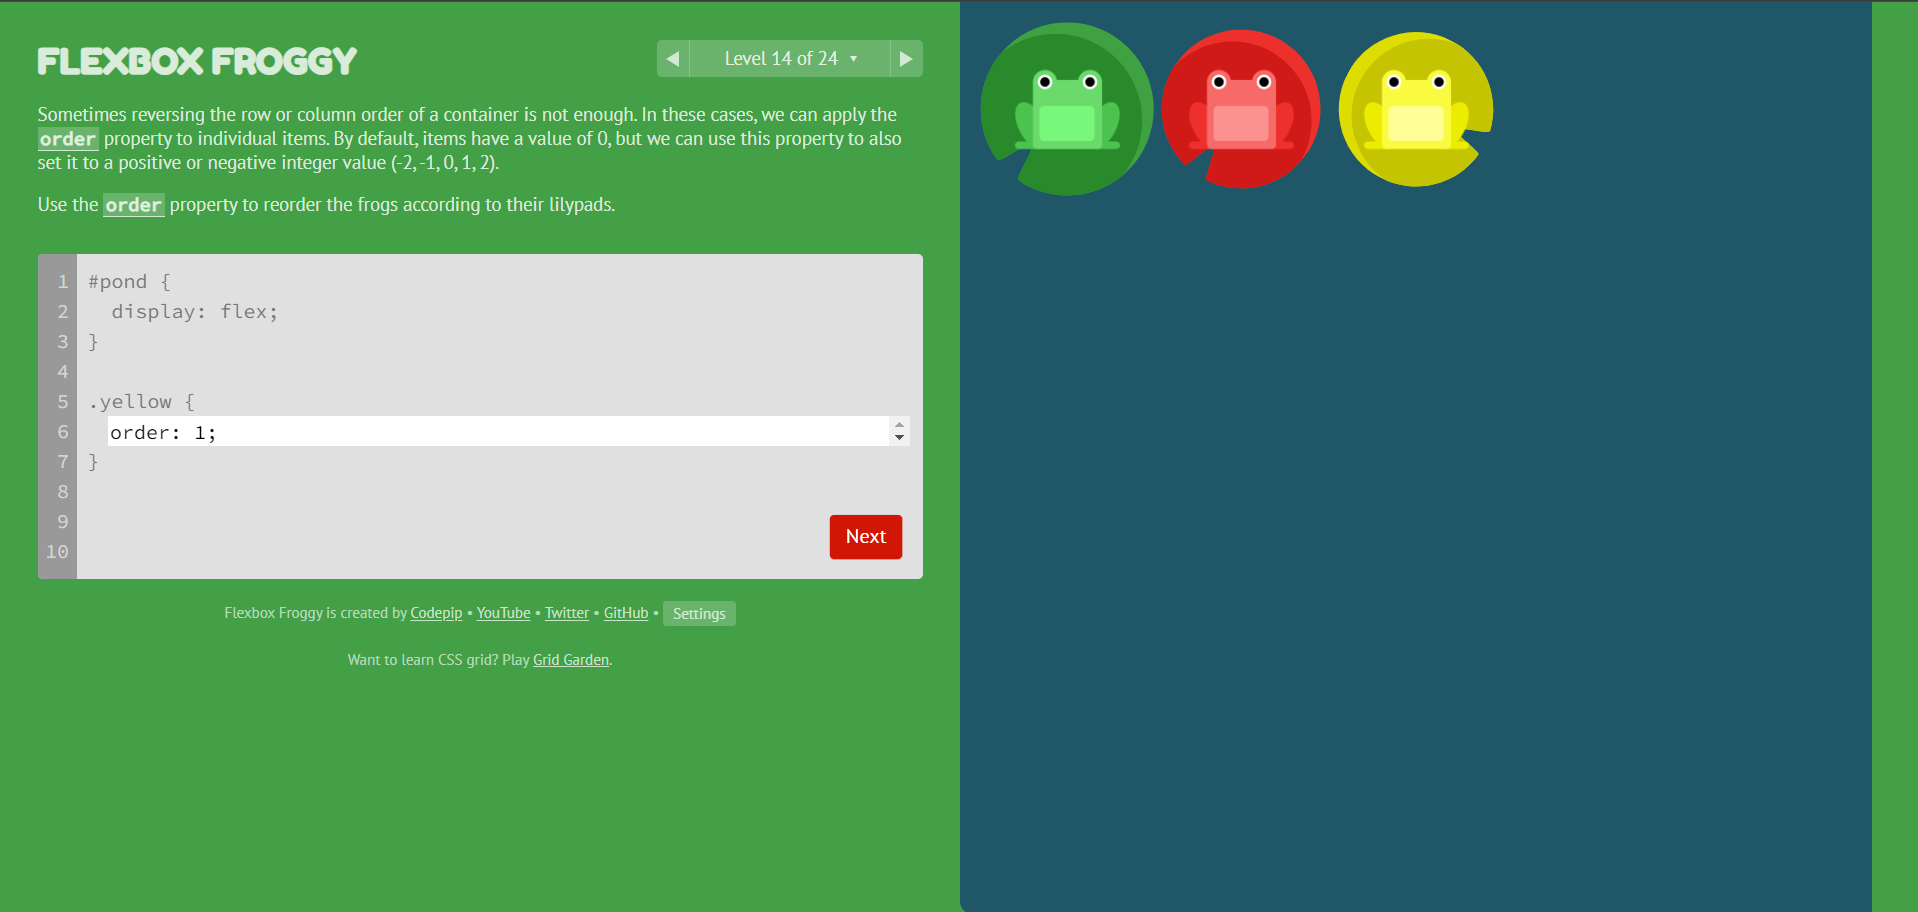 FLEXBOX FROGGY
◀ Level 14 of 24 ▾ ▶
Sometimes reversing the row or column order of a container is not enough. In these cases, we can apply the
order property to individual items. By default, items have a value of 0, but we can use this property to also
set it to a positive or negative integer value (-2, -1, 0, 1, 2).
Use the order property to reorder the frogs according to their lilypads.
1 #pond {
2   display: flex;
3 }
4
5 .yellow {
6   order: 1;
7 }
8
9
10
Next
Flexbox Froggy is created by Codepip • YouTube • Twitter • GitHub • Settings
Want to learn CSS grid? Play Grid Garden.